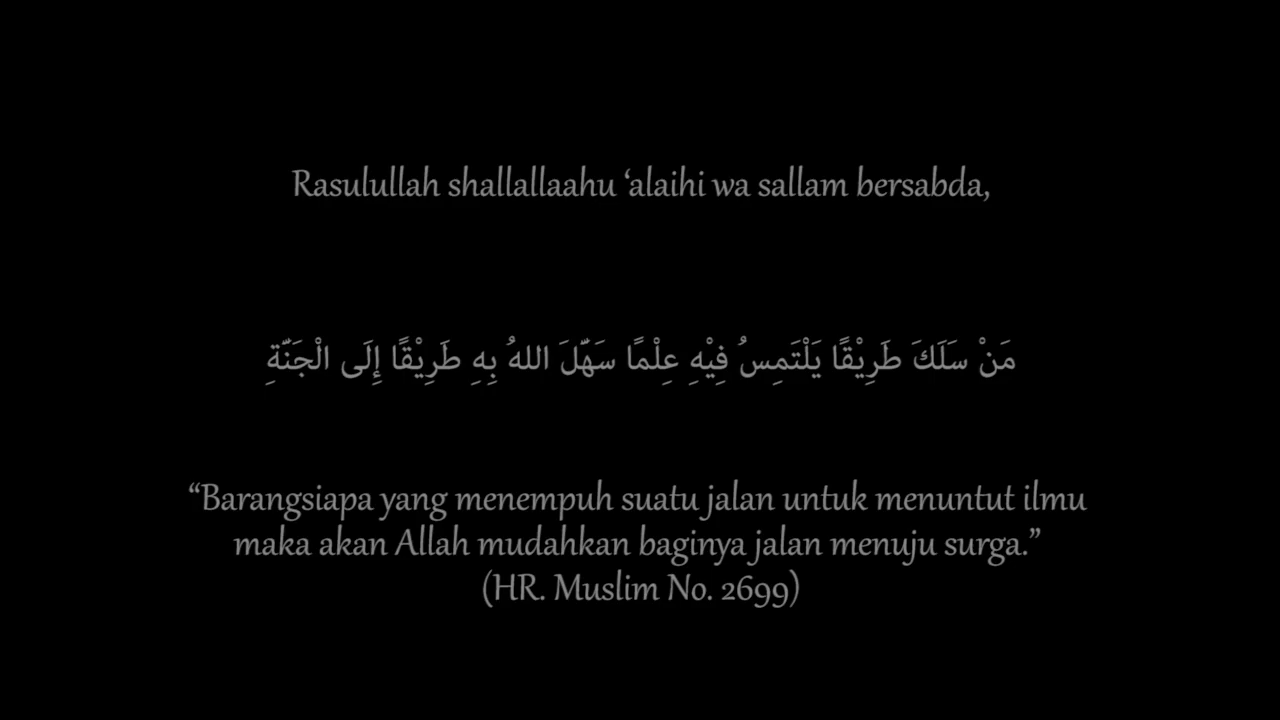 Rasulullah shallallaahu ‘alaihi wa sallam bersabda,
مَنْ سَلَكَ طَرِيْقًا يَلْتَمِسُ فِيْهِ عِلْمًا سَهَّلَ اللهُ بِهِ طَرِيْقًا إِلَى الْجَنَّةِ
“Barangsiapa yang menempuh suatu jalan untuk menuntut ilmu
maka akan Allah mudahkan baginya jalan menuju surga.”
(HR. Muslim No. 2699)